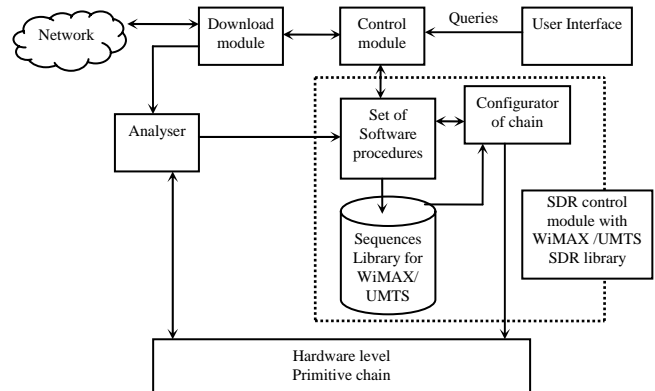 Network
Download
module
Control
module
Queries
User Interface
Analyser
Set of
Software
procedures
Configurator
of chain
Sequences
Library for
WiMAX/
UMTS
SDR control
module with
WiMAX /UMTS
SDR library
Hardware level
Primitive chain